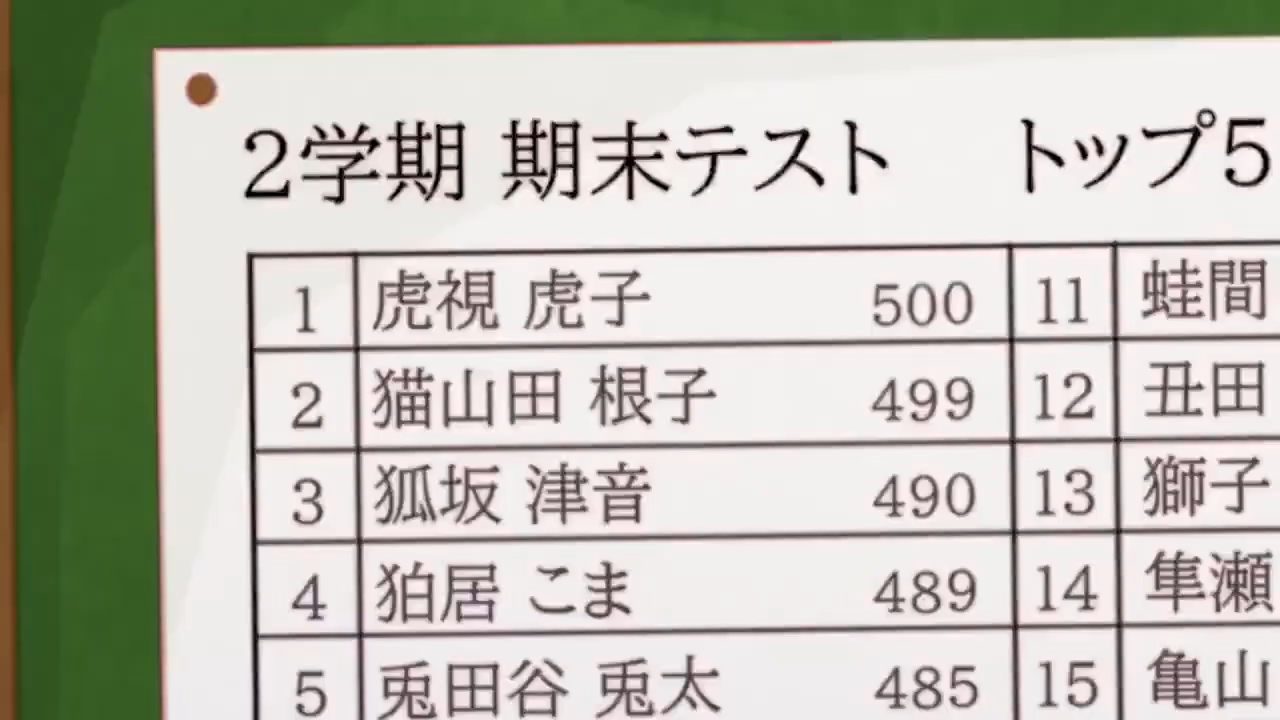 2学期 期末テスト トップ5
1 虎視 虎子 500 11 蛙間
2 猫山田 根子 499 12 丑田
3 狐坂 津音 490 13 獅子
4 狛居 こま 489 14 隼瀬
5 兎田谷 兎太 485 15 亀山